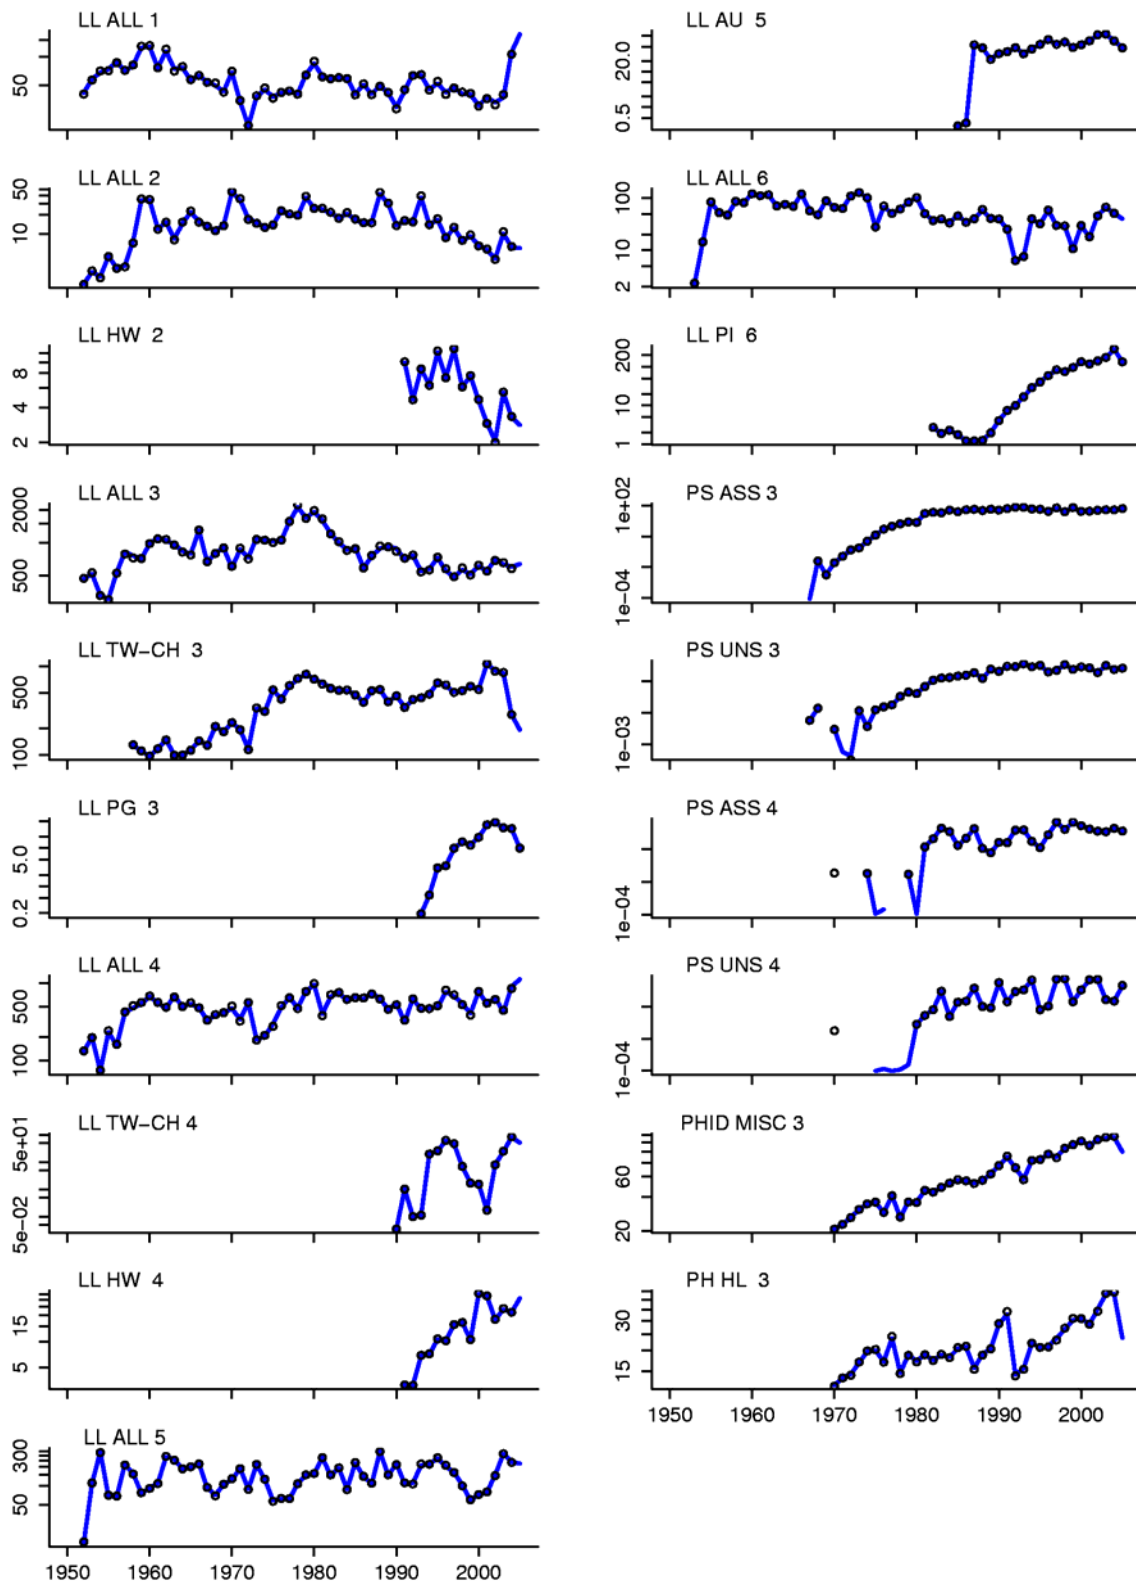 LL ALL 1
50
1950 1960 1970 1980 1990 2000
LL ALL 2
50
10
LL HW 2
8
4
2
LL ALL 3
2000
500
LL TW-CH 3
500
100
LL PG 3
5.0
0.2
LL ALL 4
500
100
LL TW-CH 4
5e+01
5e-02
LL HW 4
15
5
LL ALL 5
300
50
LL AU 5
20.0
0.5
LL ALL 6
100
10
2
LL PI 6
200
10
1
PS ASS 3
1e+02
1e-04
PS UNS 3
1e-03
PS ASS 4
1e-04
PS UNS 4
1e-04
PHID MISC 3
60
20
PH HL 3
30
15
1950 1960 1970 1980 1990 2000